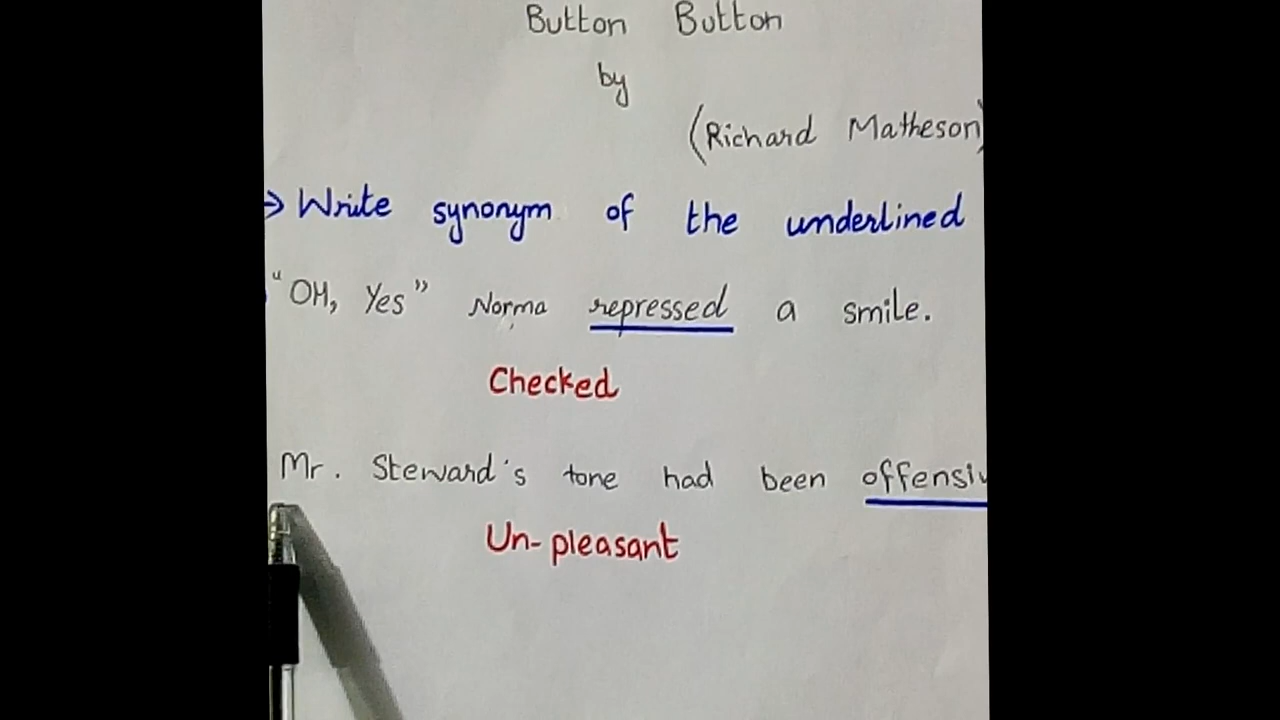 Button Button
by
(Richard Matheson)
→ Write synonym of the underlined
"OH, Yes" Norma repressed a smile.
Checked
Mr. Steward's tone had been offensiv
Un-pleasant